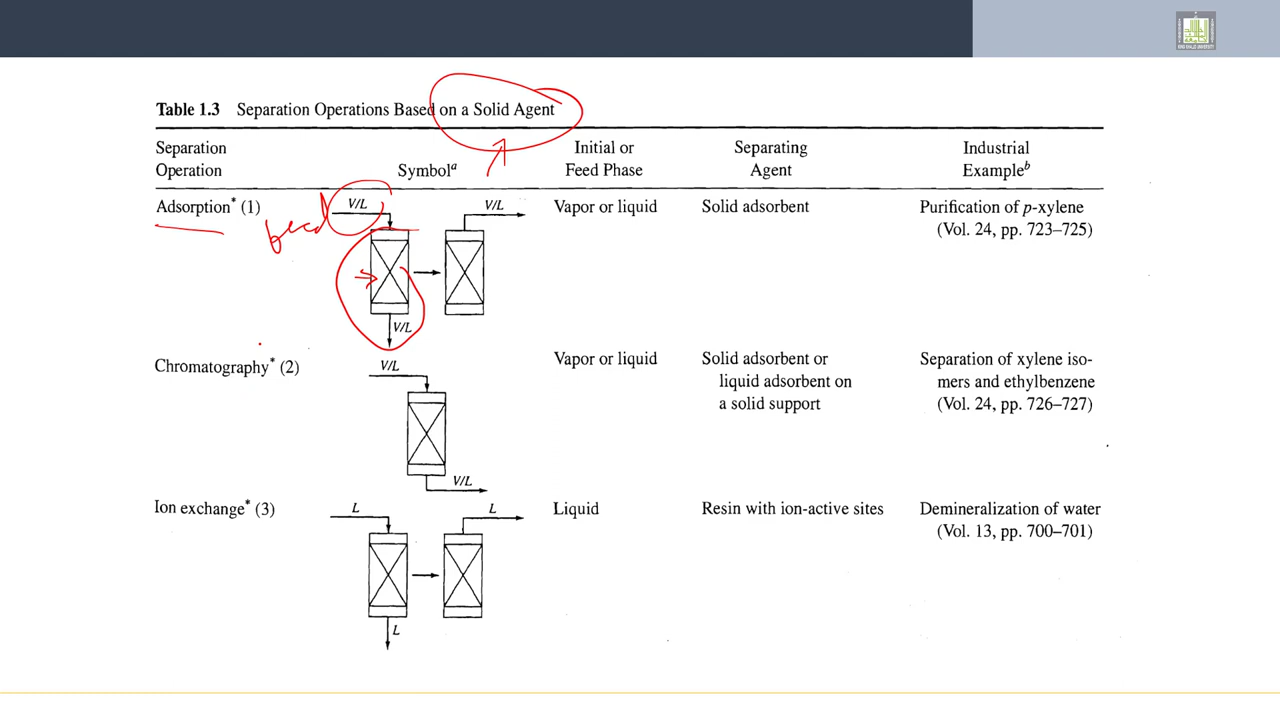 Table 1.3 Separation Operations Based on a Solid Agent
Separation Operation
Symbolᵃ
Initial or Feed Phase
Separating Agent
Industrial Exampleᵇ
Adsorption* (1)
feed
V/L
V/L
V/L
Vapor or liquid
Solid adsorbent
Purification of p-xylene
(Vol. 24, pp. 723–725)
Chromatography* (2)
V/L
V/L
Vapor or liquid
Solid adsorbent or
liquid adsorbent on
a solid support
Separation of xylene iso-
mers and ethylbenzene
(Vol. 24, pp. 726–727)
Ion exchange* (3)
L
L
L
Liquid
Resin with ion-active sites
Demineralization of water
(Vol. 13, pp. 700–701)